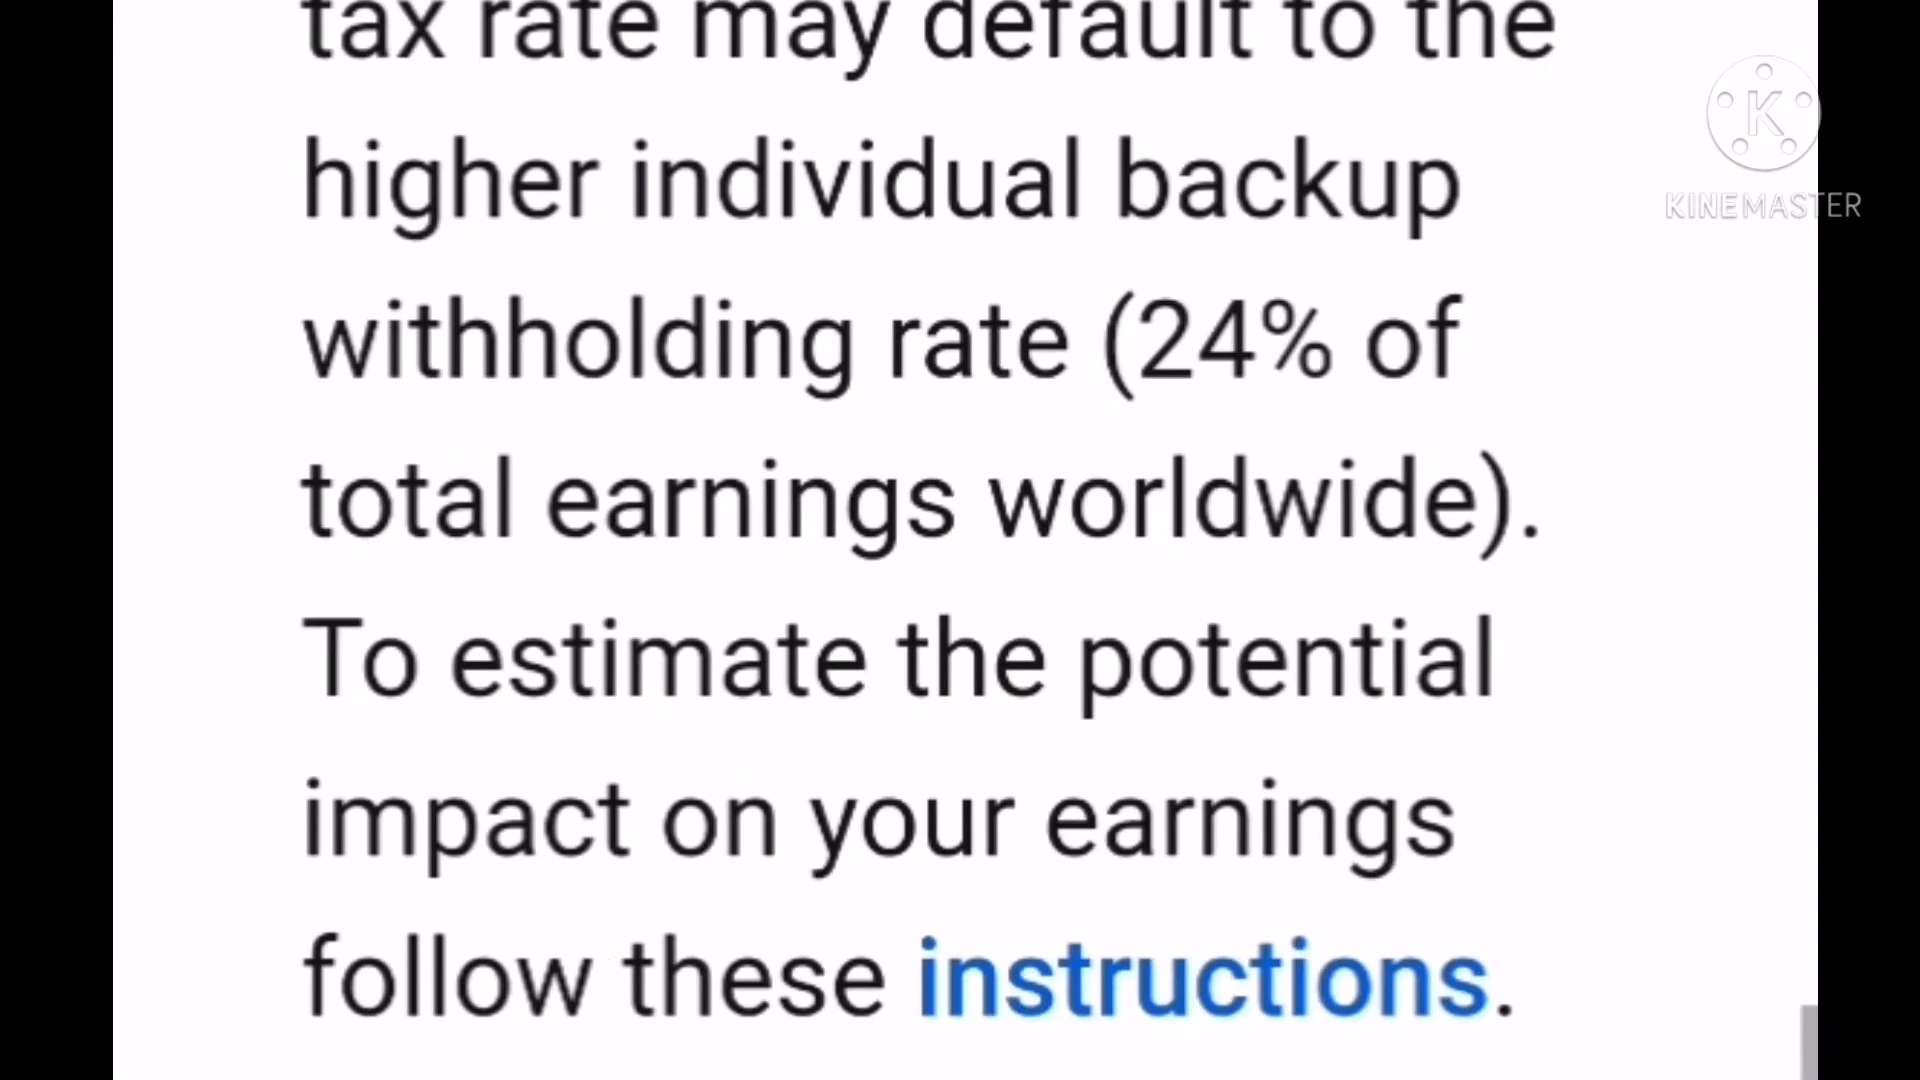 tax rate may default to the
higher individual backup
withholding rate (24% of
total earnings worldwide).
To estimate the potential
impact on your earnings
follow these instructions.
K
KINEMASTER